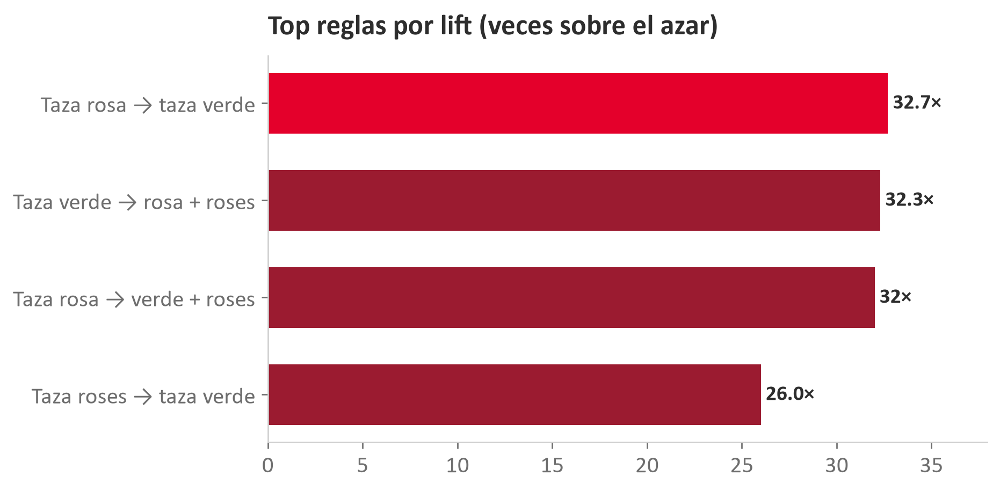 Top reglas por lift (veces sobre el azar)
Taza rosa → taza verde
32.7×
Taza verde → rosa + roses
32.3×
Taza rosa → verde + roses
32×
Taza roses → taza verde
26.0×
0 5 10 15 20 25 30 35